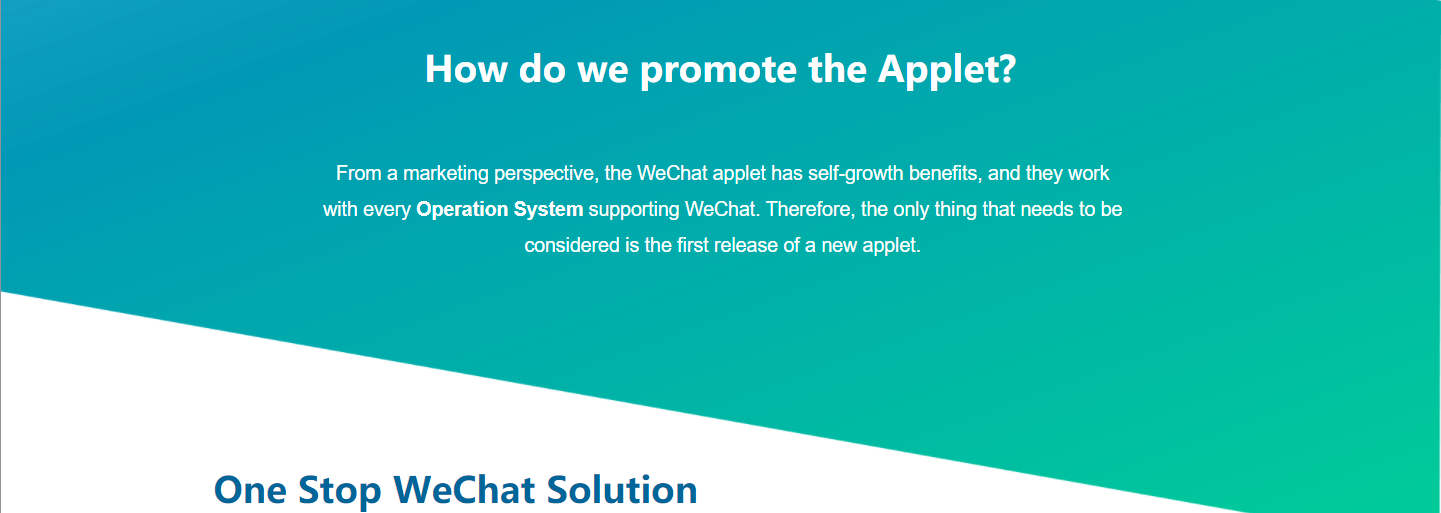 How do we promote the Applet?
From a marketing perspective, the WeChat applet has self-growth benefits, and they work
with every Operation System supporting WeChat. Therefore, the only thing that needs to be
considered is the first release of a new applet.
One Stop WeChat Solution